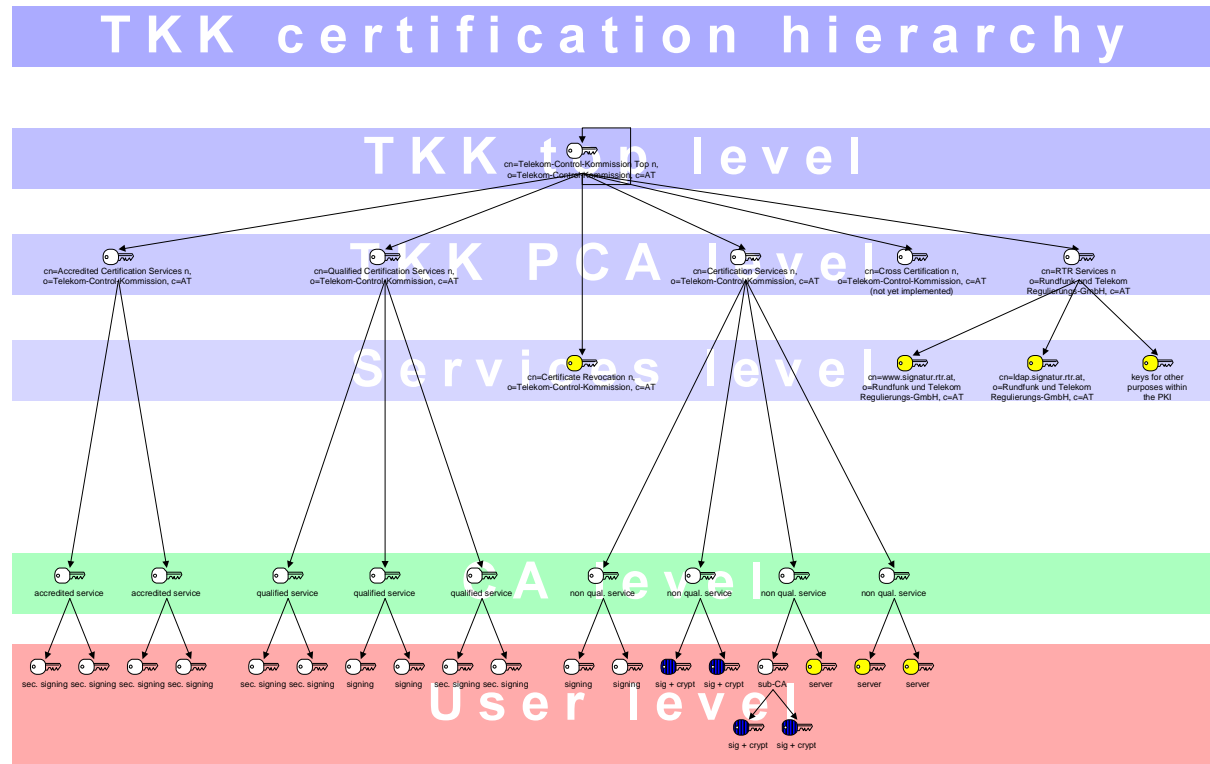 TKK certification hierarchy
TKK top level
cn=Telekom-Control-Kommission Top n,
o=Telekom-Control-Kommission, c=AT
TKK PCA level
cn=Accredited Certification Services n,
o=Telekom-Control-Kommission, c=AT
cn=Qualified Certification Services n,
o=Telekom-Control-Kommission, c=AT
cn=Certification Services n,
o=Telekom-Control-Kommission, c=AT
cn=Cross Certification n,
o=Telekom-Control-Kommission, c=AT
(not yet implemented)
cn=RTR Services n
o=Rundfunk und Telekom
Regulierungs-GmbH, c=AT
Services level
cn=Certificate Revocation n,
o=Telekom-Control-Kommission, c=AT
cn=www.signatur.rtr.at,
o=Rundfunk und Telekom
Regulierungs-GmbH, c=AT
cn=ldap.signatur.rtr.at,
o=Rundfunk und Telekom
Regulierungs-GmbH, c=AT
keys for other
purposes within
the PKI
CA level
accredited service
accredited service
qualified service
qualified service
qualified service
non qual. service
non qual. service
non qual. service
non qual. service
User level
sec. signing
sec. signing
sec. signing
sec. signing
sec. signing
sec. signing
signing
signing
sec. signing
sec. signing
signing
signing
sig + crypt
sig + crypt
sub-CA
server
server
server
sig + crypt
sig + crypt